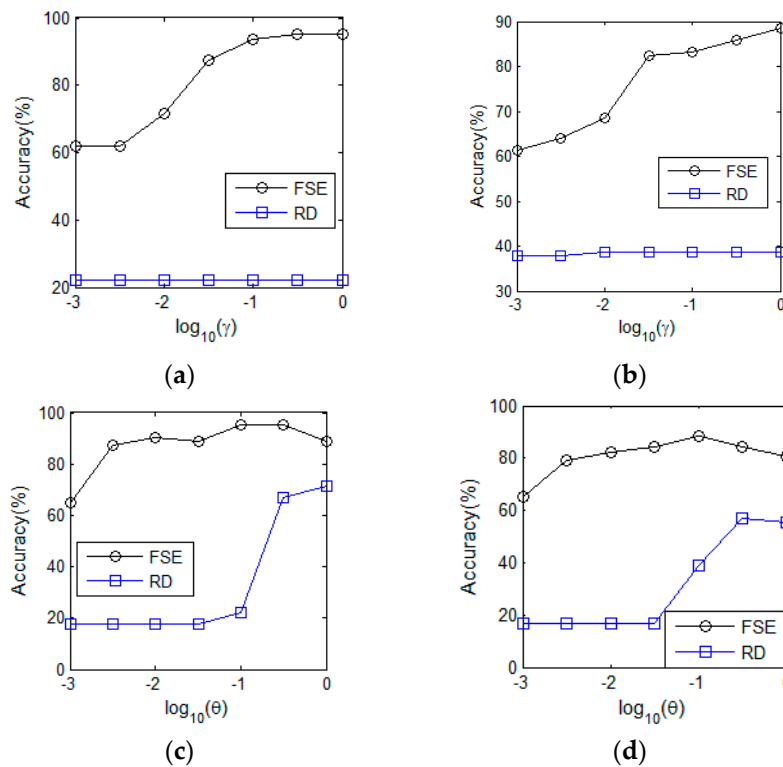 100
80
60
40
20
Accuracy(%)
FSE
RD
-3 -2 -1 0
log10(γ)
(a)
90
80
70
60
50
40
30
Accuracy(%)
FSE
RD
-3 -2 -1 0
log10(γ)
(b)
100
80
60
40
20
0
Accuracy(%)
FSE
RD
-3 -2 -1 0
log10(θ)
(c)
100
80
60
40
20
0
Accuracy(%)
FSE
RD
-3 -2 -1
log10(θ)
(d)